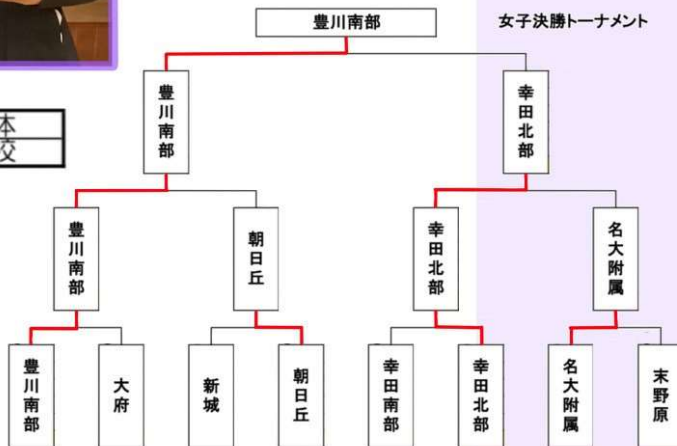 豊川南部
女子決勝トーナメント
豊川南部
幸田北部
本
校
豊川南部
朝日丘
幸田北部
名大附属
豊川南部
大府
新城
朝日丘
幸田南部
幸田北部
名大附属
末野原